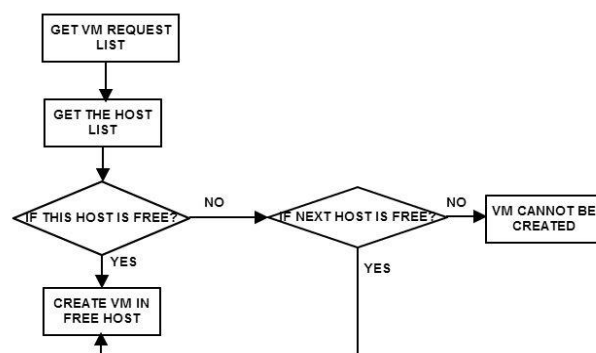 GET VM REQUEST
LIST
GET THE HOST
LIST
IF THIS HOST IS FREE?
NO
IF NEXT HOST IS FREE?
NO
VM CANNOT BE
CREATED
YES
YES
CREATE VM IN
FREE HOST